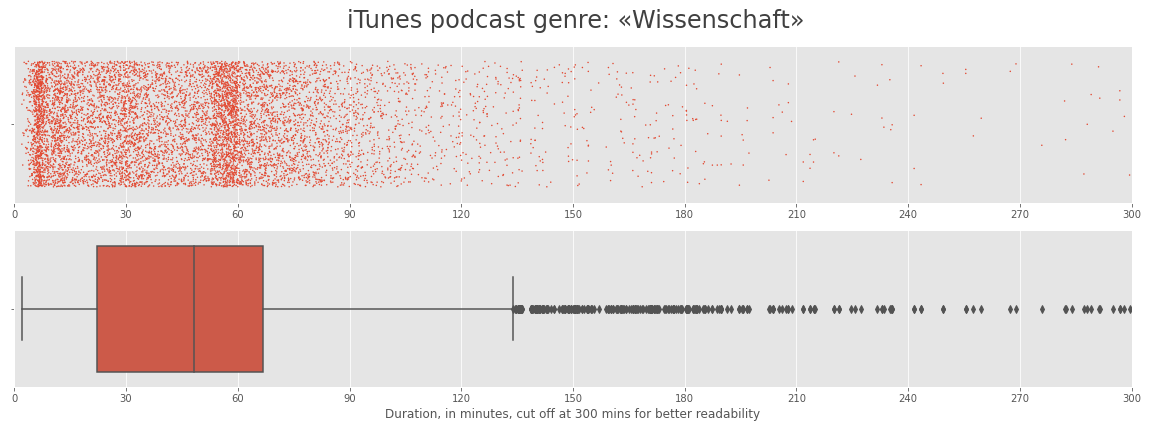 iTunes podcast genre: «Wissenschaft»
0 30 60 90 120 150 180 210 240 270 300
0 30 60 90 120 150 180 210 240 270 300
Duration, in minutes, cut off at 300 mins for better readability